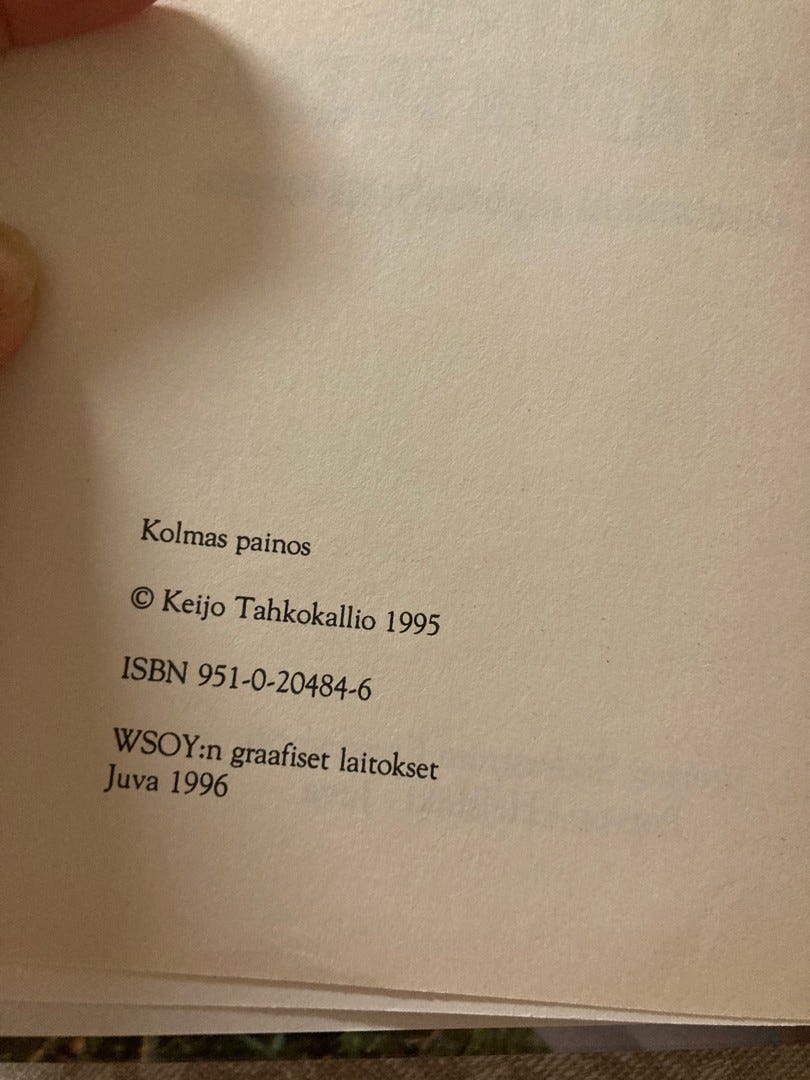 Kolmas painos
© Keijo Tahkokallio 1995
ISBN 951-0-20484-6
WSOY:n graafiset laitokset
Juva 1996